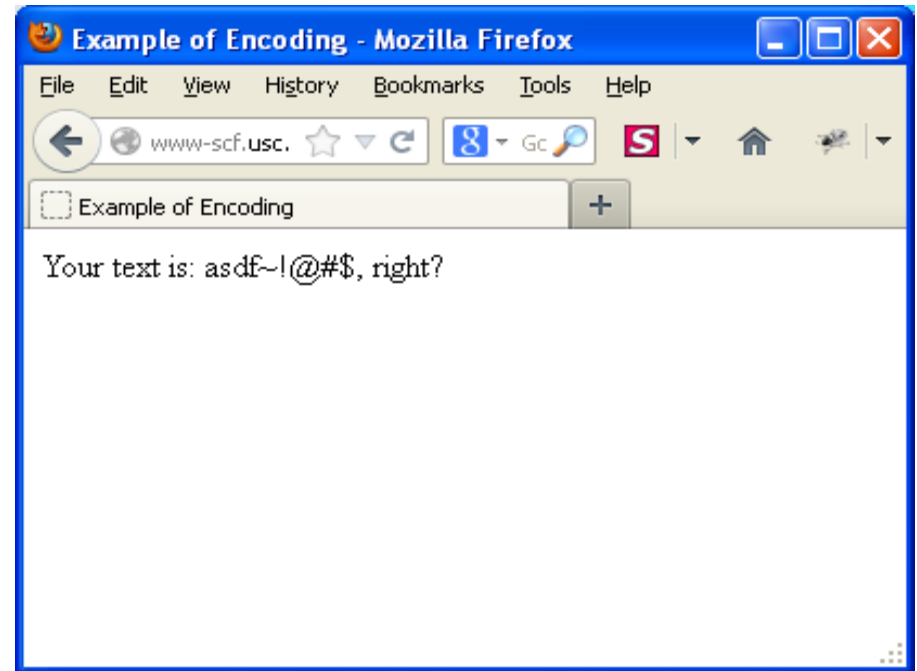 Example of Encoding - Mozilla Firefox
File Edit View History Bookmarks Tools Help
www-scf.usc. 8 Gc S
Example of Encoding +
Your text is: asdf~!@#$, right?